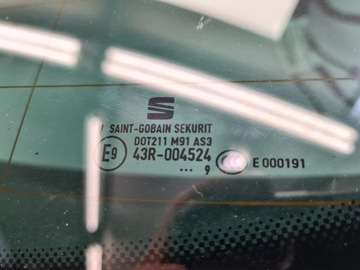 SAINT-GOBAIN SEKURIT
DOT211 M91 AS3
E9 43R-004524
E 000191
... 9